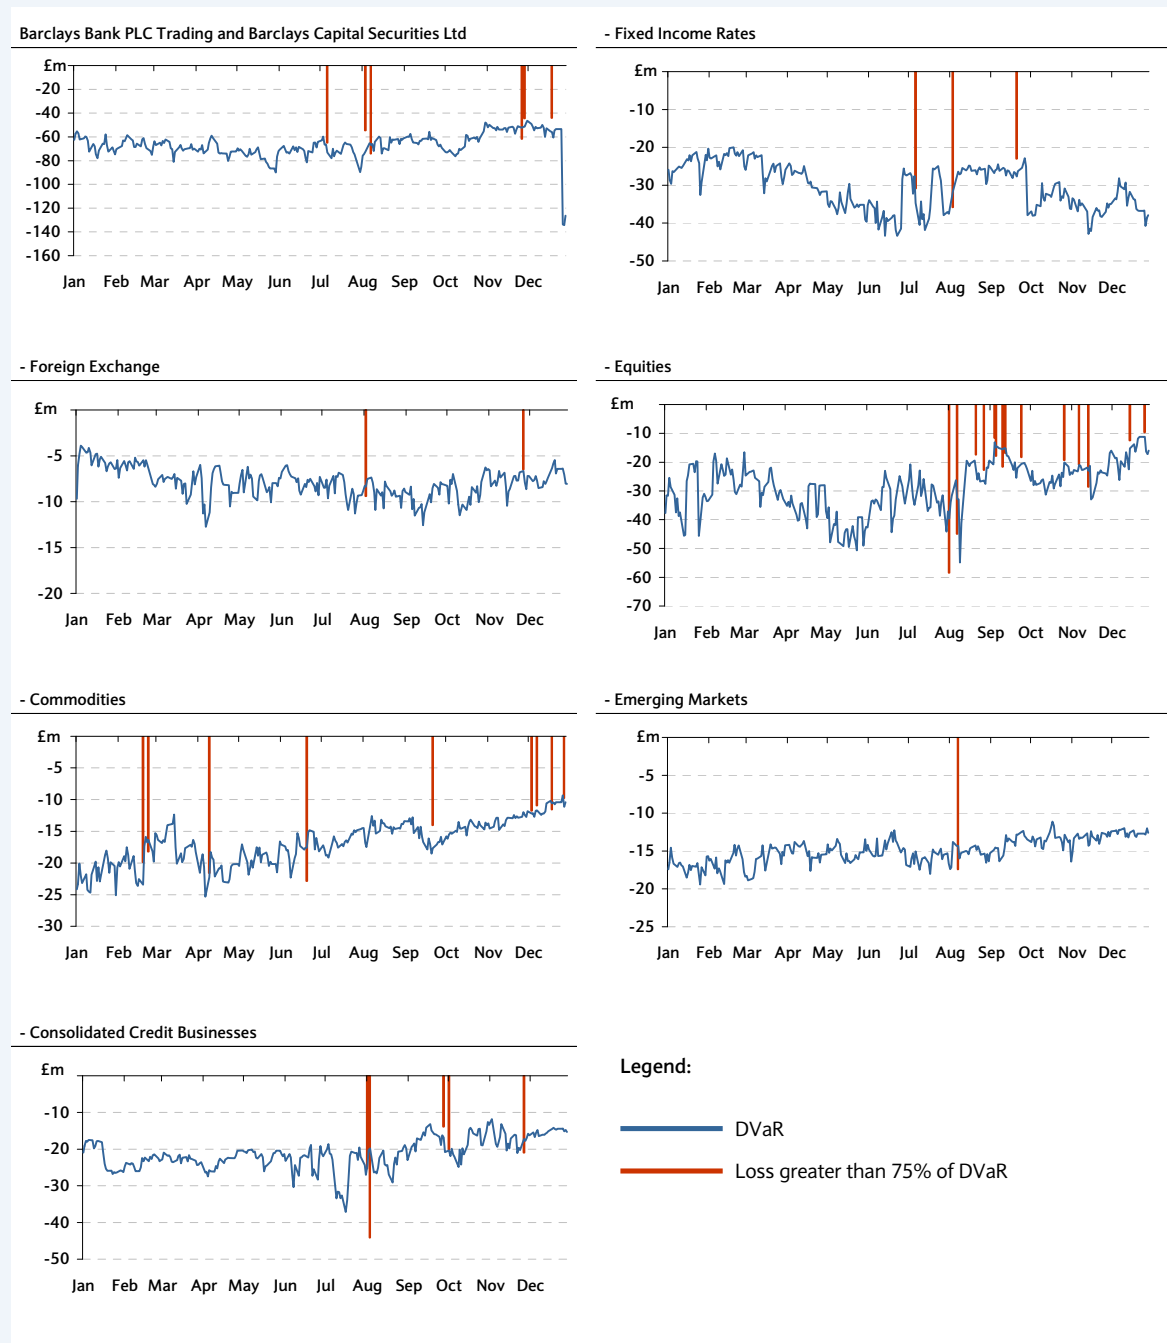 Barclays Bank PLC Trading and Barclays Capital Securities Ltd
£m
-20
-40
-60
-80
-100
-120
-140
-160
Jan Feb Mar Apr May Jun Jul Aug Sep Oct Nov Dec
- Fixed Income Rates
£m
-10
-20
-30
-40
-50
Jan Feb Mar Apr May Jun Jul Aug Sep Oct Nov Dec
- Foreign Exchange
£m
-5
-10
-15
-20
Jan Feb Mar Apr May Jun Jul Aug Sep Oct Nov Dec
- Equities
£m
-10
-20
-30
-40
-50
-60
-70
Jan Feb Mar Apr May Jun Jul Aug Sep Oct Nov Dec
- Commodities
£m
-5
-10
-15
-20
-25
-30
Jan Feb Mar Apr May Jun Jul Aug Sep Oct Nov Dec
- Emerging Markets
£m
-5
-10
-15
-20
-25
Jan Feb Mar Apr May Jun Jul Aug Sep Oct Nov Dec
- Consolidated Credit Businesses
£m
-10
-20
-30
-40
-50
Jan Feb Mar Apr May Jun Jul Aug Sep Oct Nov Dec
Legend:
DVaR
Loss greater than 75% of DVaR